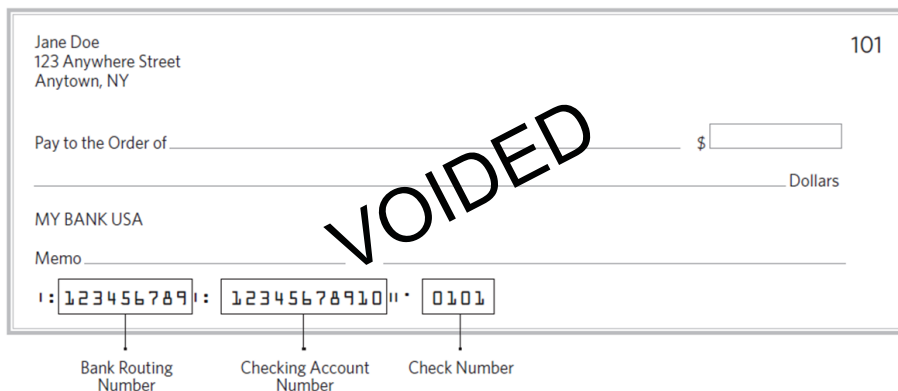 Jane Doe
101
123 Anywhere Street
Anytown, NY
Pay to the Order of $
Dollars
VOIDED
MY BANK USA
Memo
⑆123456789⑆ 12345678910⑈ 0101
Bank Routing Number
Checking Account Number
Check Number